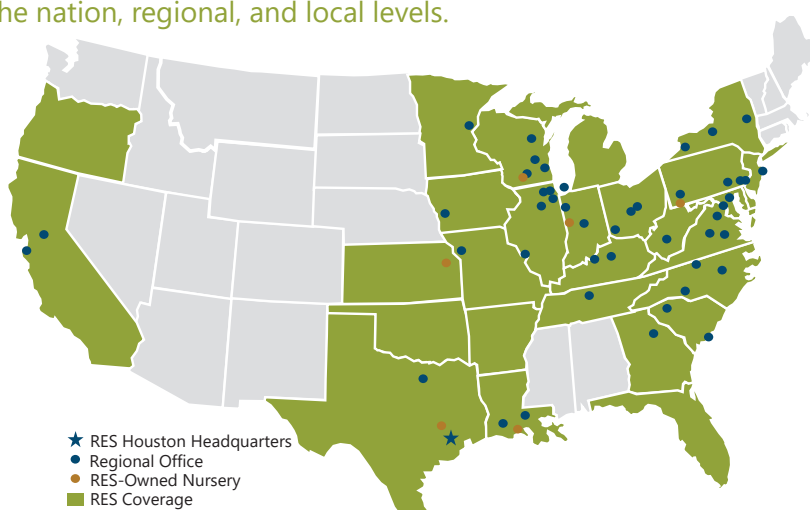 he nation, regional, and local levels.
RES Houston Headquarters
Regional Office
RES-Owned Nursery
RES Coverage